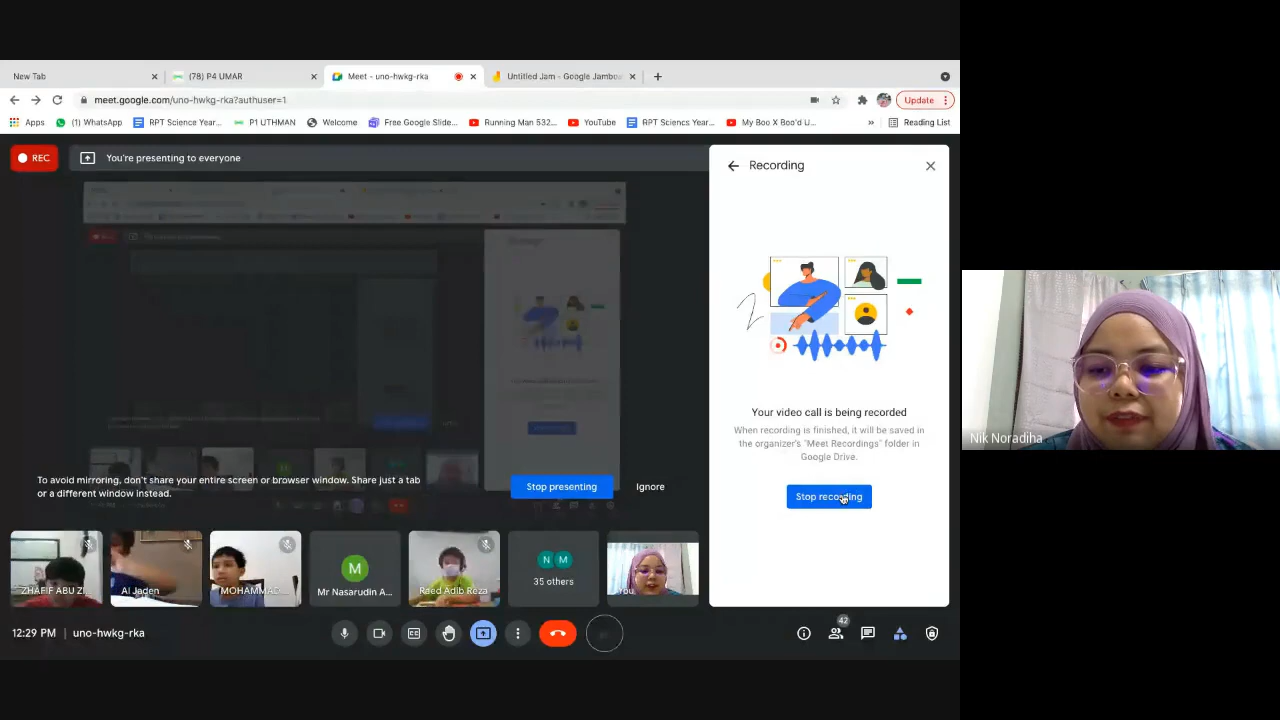 New Tab
(78) P4 UMAR
Meet - uno-hwkg-rka
Untitled Jam - Google Jamboa
meet.google.com/uno-hwkg-rka?authuser=1
Update
Apps
(1) WhatsApp
RPT Science Year...
P1 UTHMAN
Welcome
Free Google Slide...
Running Man 532...
YouTube
RPT Sciencs Year...
My Boo X Boo'd U...
»
Reading List
REC
You're presenting to everyone
Recording
Your video call is being recorded
When recording is finished, it will be saved in
the organizer's "Meet Recordings" folder in
Google Drive.
Stop recording
To avoid mirroring, don't share your entire screen or browser window. Share just a tab
or a different window instead.
Stop presenting
Ignore
ZHAFIF ABU ZI...
Al Jaden
MOHAMMAD...
M
Mr Nasarudin A...
Raed Adib Reza
N M
35 others
You
12:29 PM | uno-hwkg-rka
42
Nik Noradiha